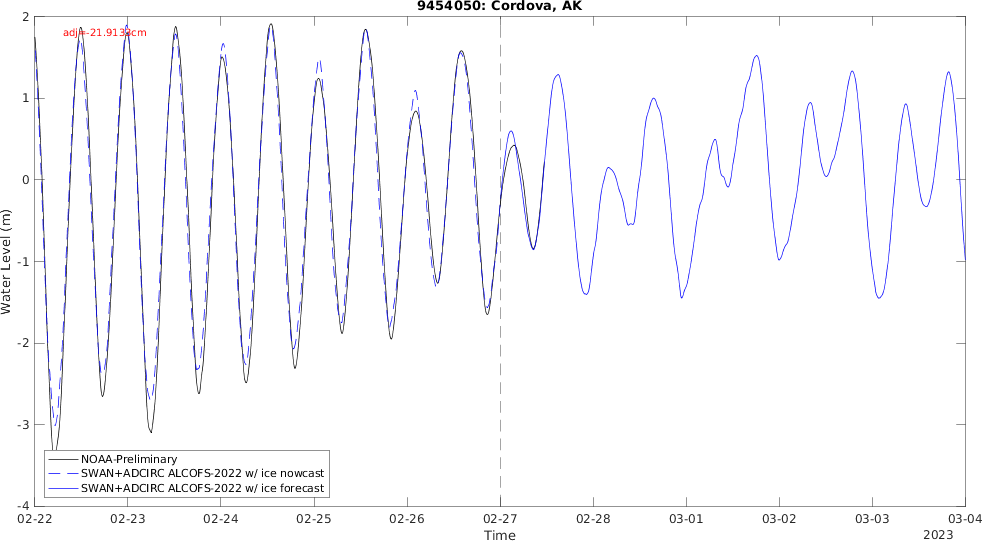 9454050: Cordova, AK
adj=-21.9132cm
2
1
0
-1
-2
-3
-4
Water Level (m)
NOAA-Preliminary
SWAN+ADCIRC ALCOFS-2022 w/ ice nowcast
SWAN+ADCIRC ALCOFS-2022 w/ ice forecast
02-22 02-23 02-24 02-25 02-26 02-27 02-28 03-01 03-02 03-03 03-04
Time
2023